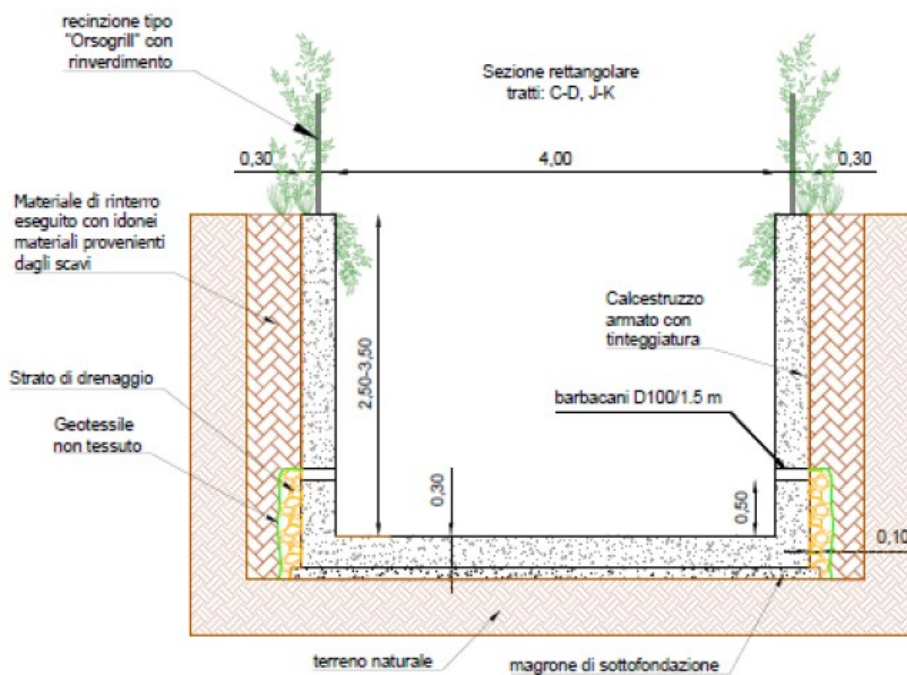 recinzione tipo
"Orsogrill" con
rinverdimento
Sezione rettangolare
tratti: C-D, J-K
0,30
4,00
0,30
Materiale di rinterro
eseguito con idonei
materiali provenienti
dagli scavi
2,50-3,50
Calcestruzzo
armato con
tinteggiatura
Strato di drenaggio
barbacani D100/1.5 m
Geotessile
non tessuto
0,30
0,50
0,10
terreno naturale
magrone di sottofondazione